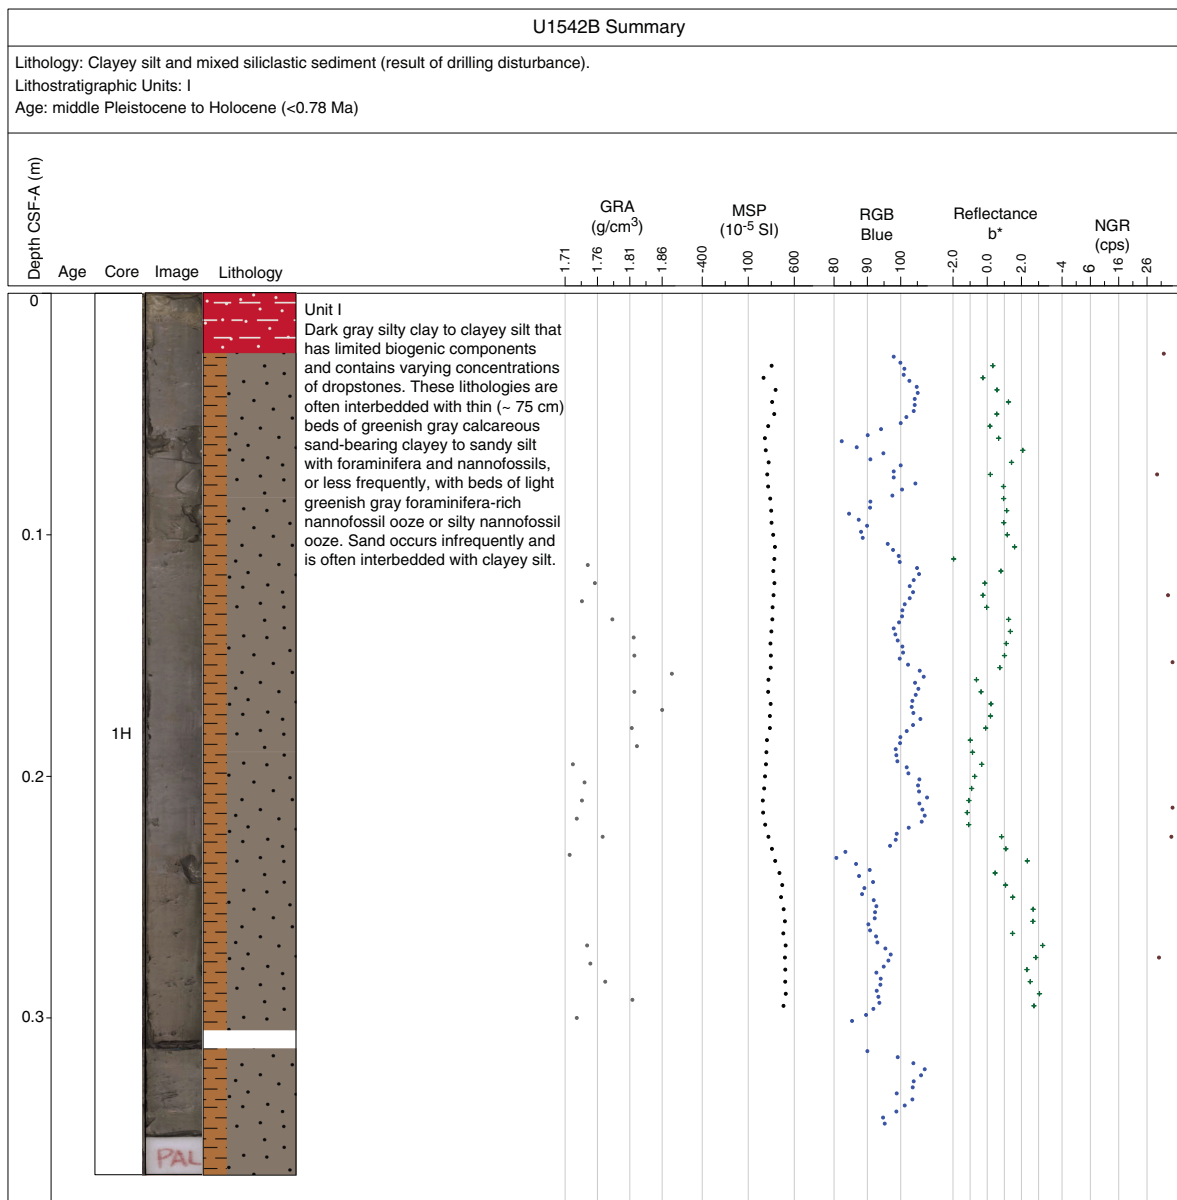 U1542B Summary
Lithology: Clayey silt and mixed siliclastic sediment (result of drilling disturbance).
Lithostratigraphic Units: I
Age: middle Pleistocene to Holocene (<0.78 Ma)
Depth CSF-A (m)
Age
Core
Image
Lithology
GRA
(g/cm³)
1.71
1.76
1.81
1.86
MSP
(10⁻⁵ SI)
-400
100
600
RGB
Blue
80
90
100
Reflectance
b*
-2.0
0.0
2.0
NGR
(cps)
-4
6
16
26
0
Unit I
Dark gray silty clay to clayey silt that
has limited biogenic components
and contains varying concentrations
of dropstones. These lithologies are
often interbedded with thin (~ 75 cm)
beds of greenish gray calcareous
sand-bearing clayey to sandy silt
with foraminifera and nannofossils,
or less frequently, with beds of light
greenish gray foraminifera-rich
nannofossil ooze or silty nannofossil
ooze. Sand occurs infrequently and
is often interbedded with clayey silt.
0.1
1H
0.2
0.3
PAL